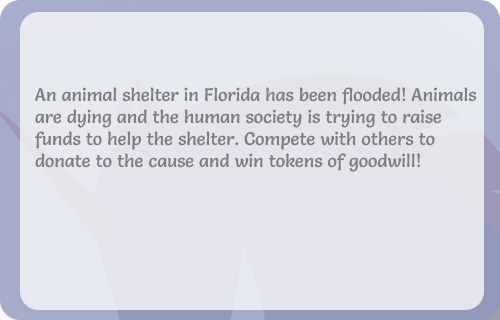 An animal shelter in Florida has been flooded! Animals
are dying and the human society is trying to raise
funds to help the shelter. Compete with others to
donate to the cause and win tokens of goodwill!